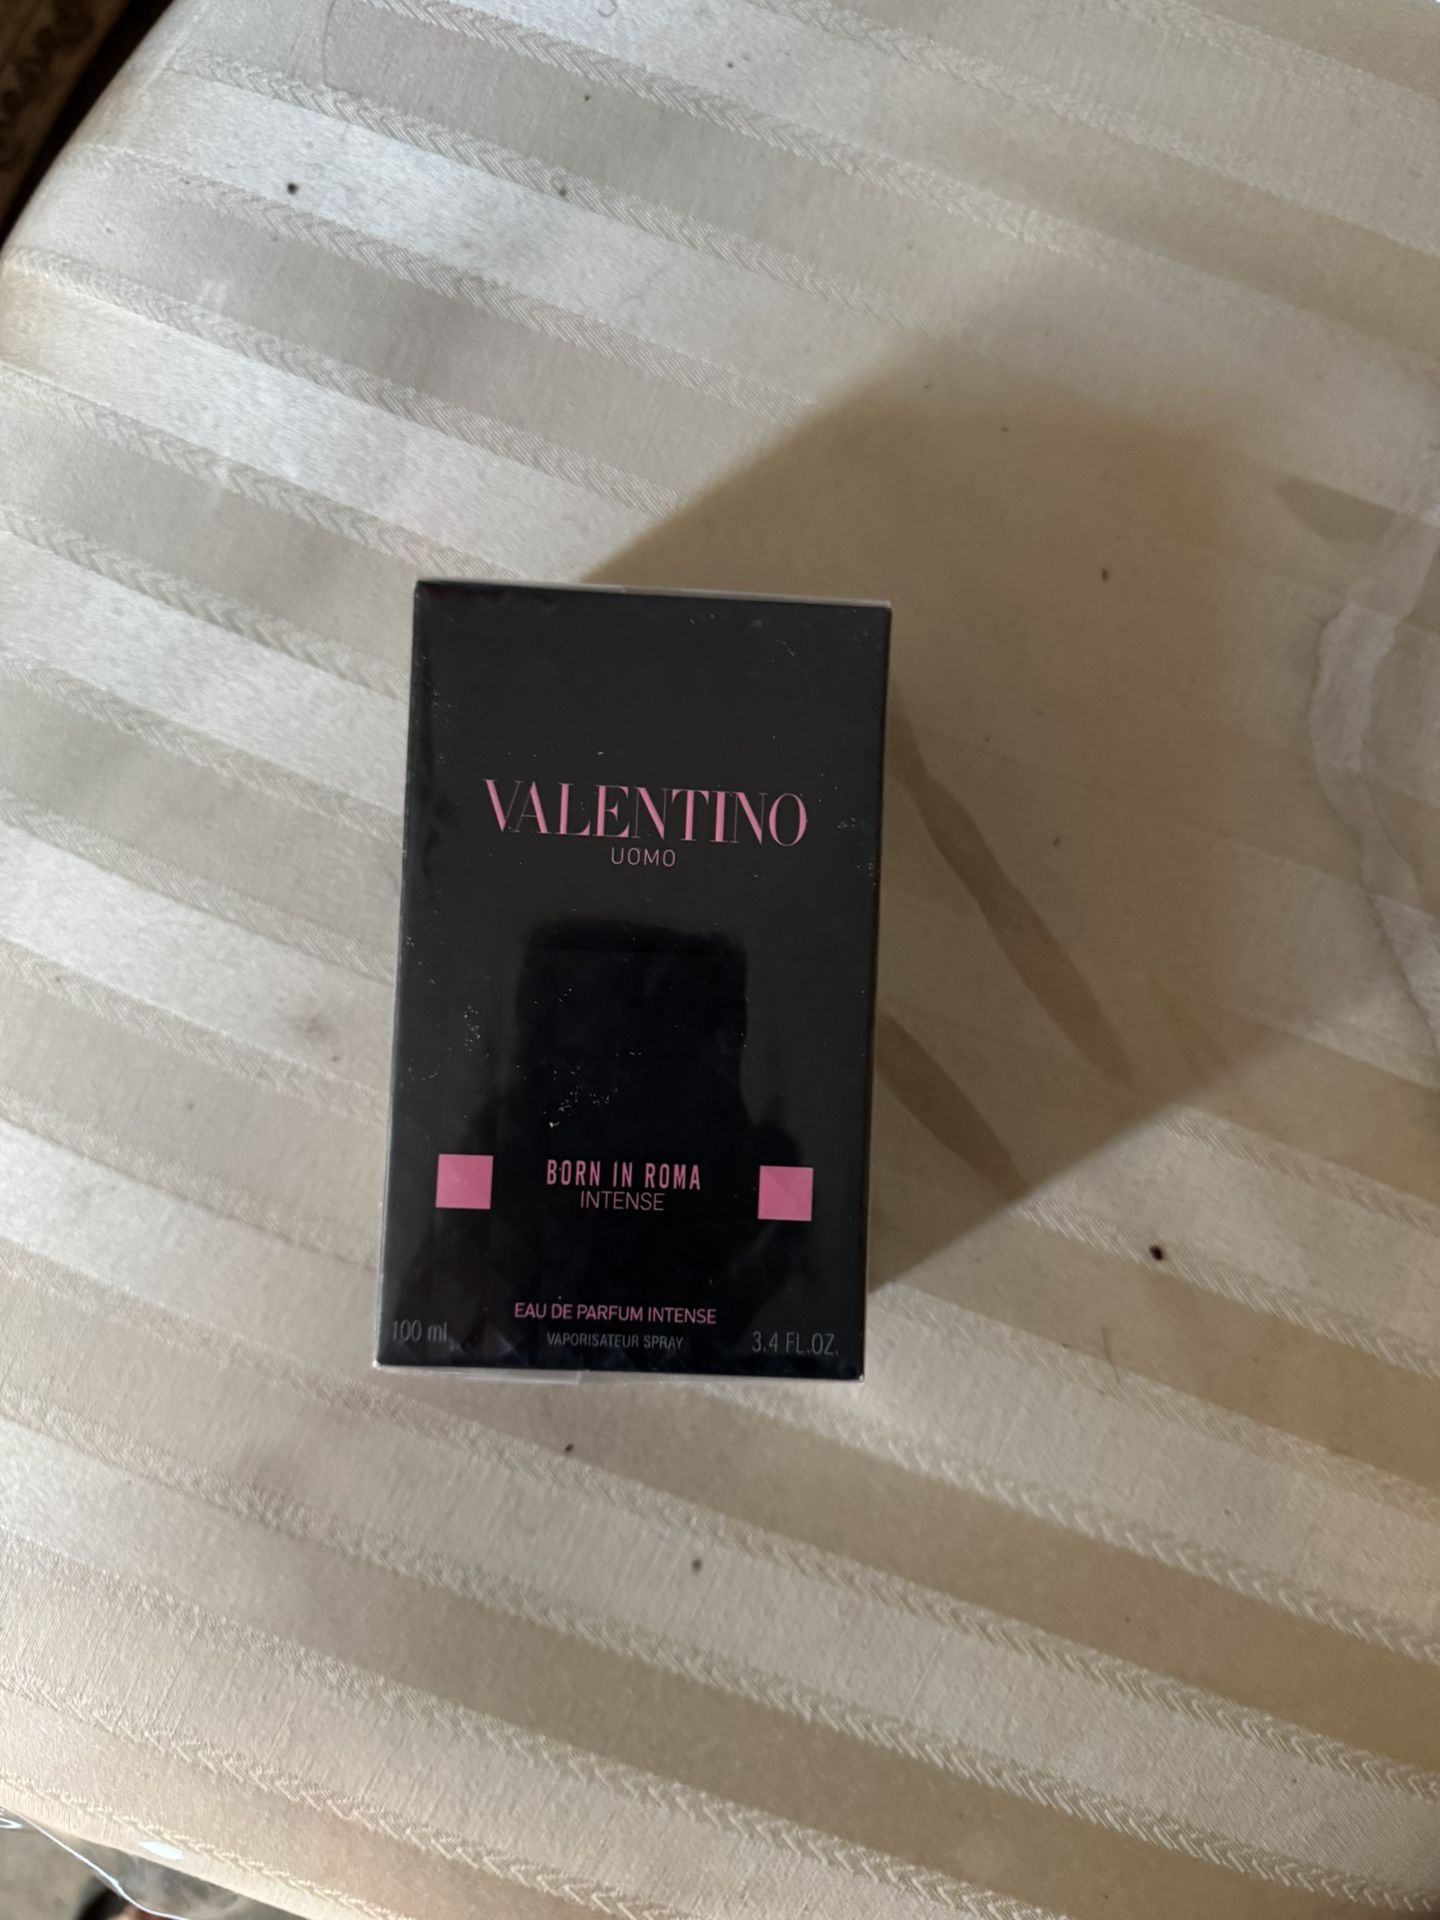 VALENTINO
UOMO
BORN IN ROMA
INTENSE
EAU DE PARFUM INTENSE
100 ml VAPORISATEUR SPRAY 3.4 FL.OZ.